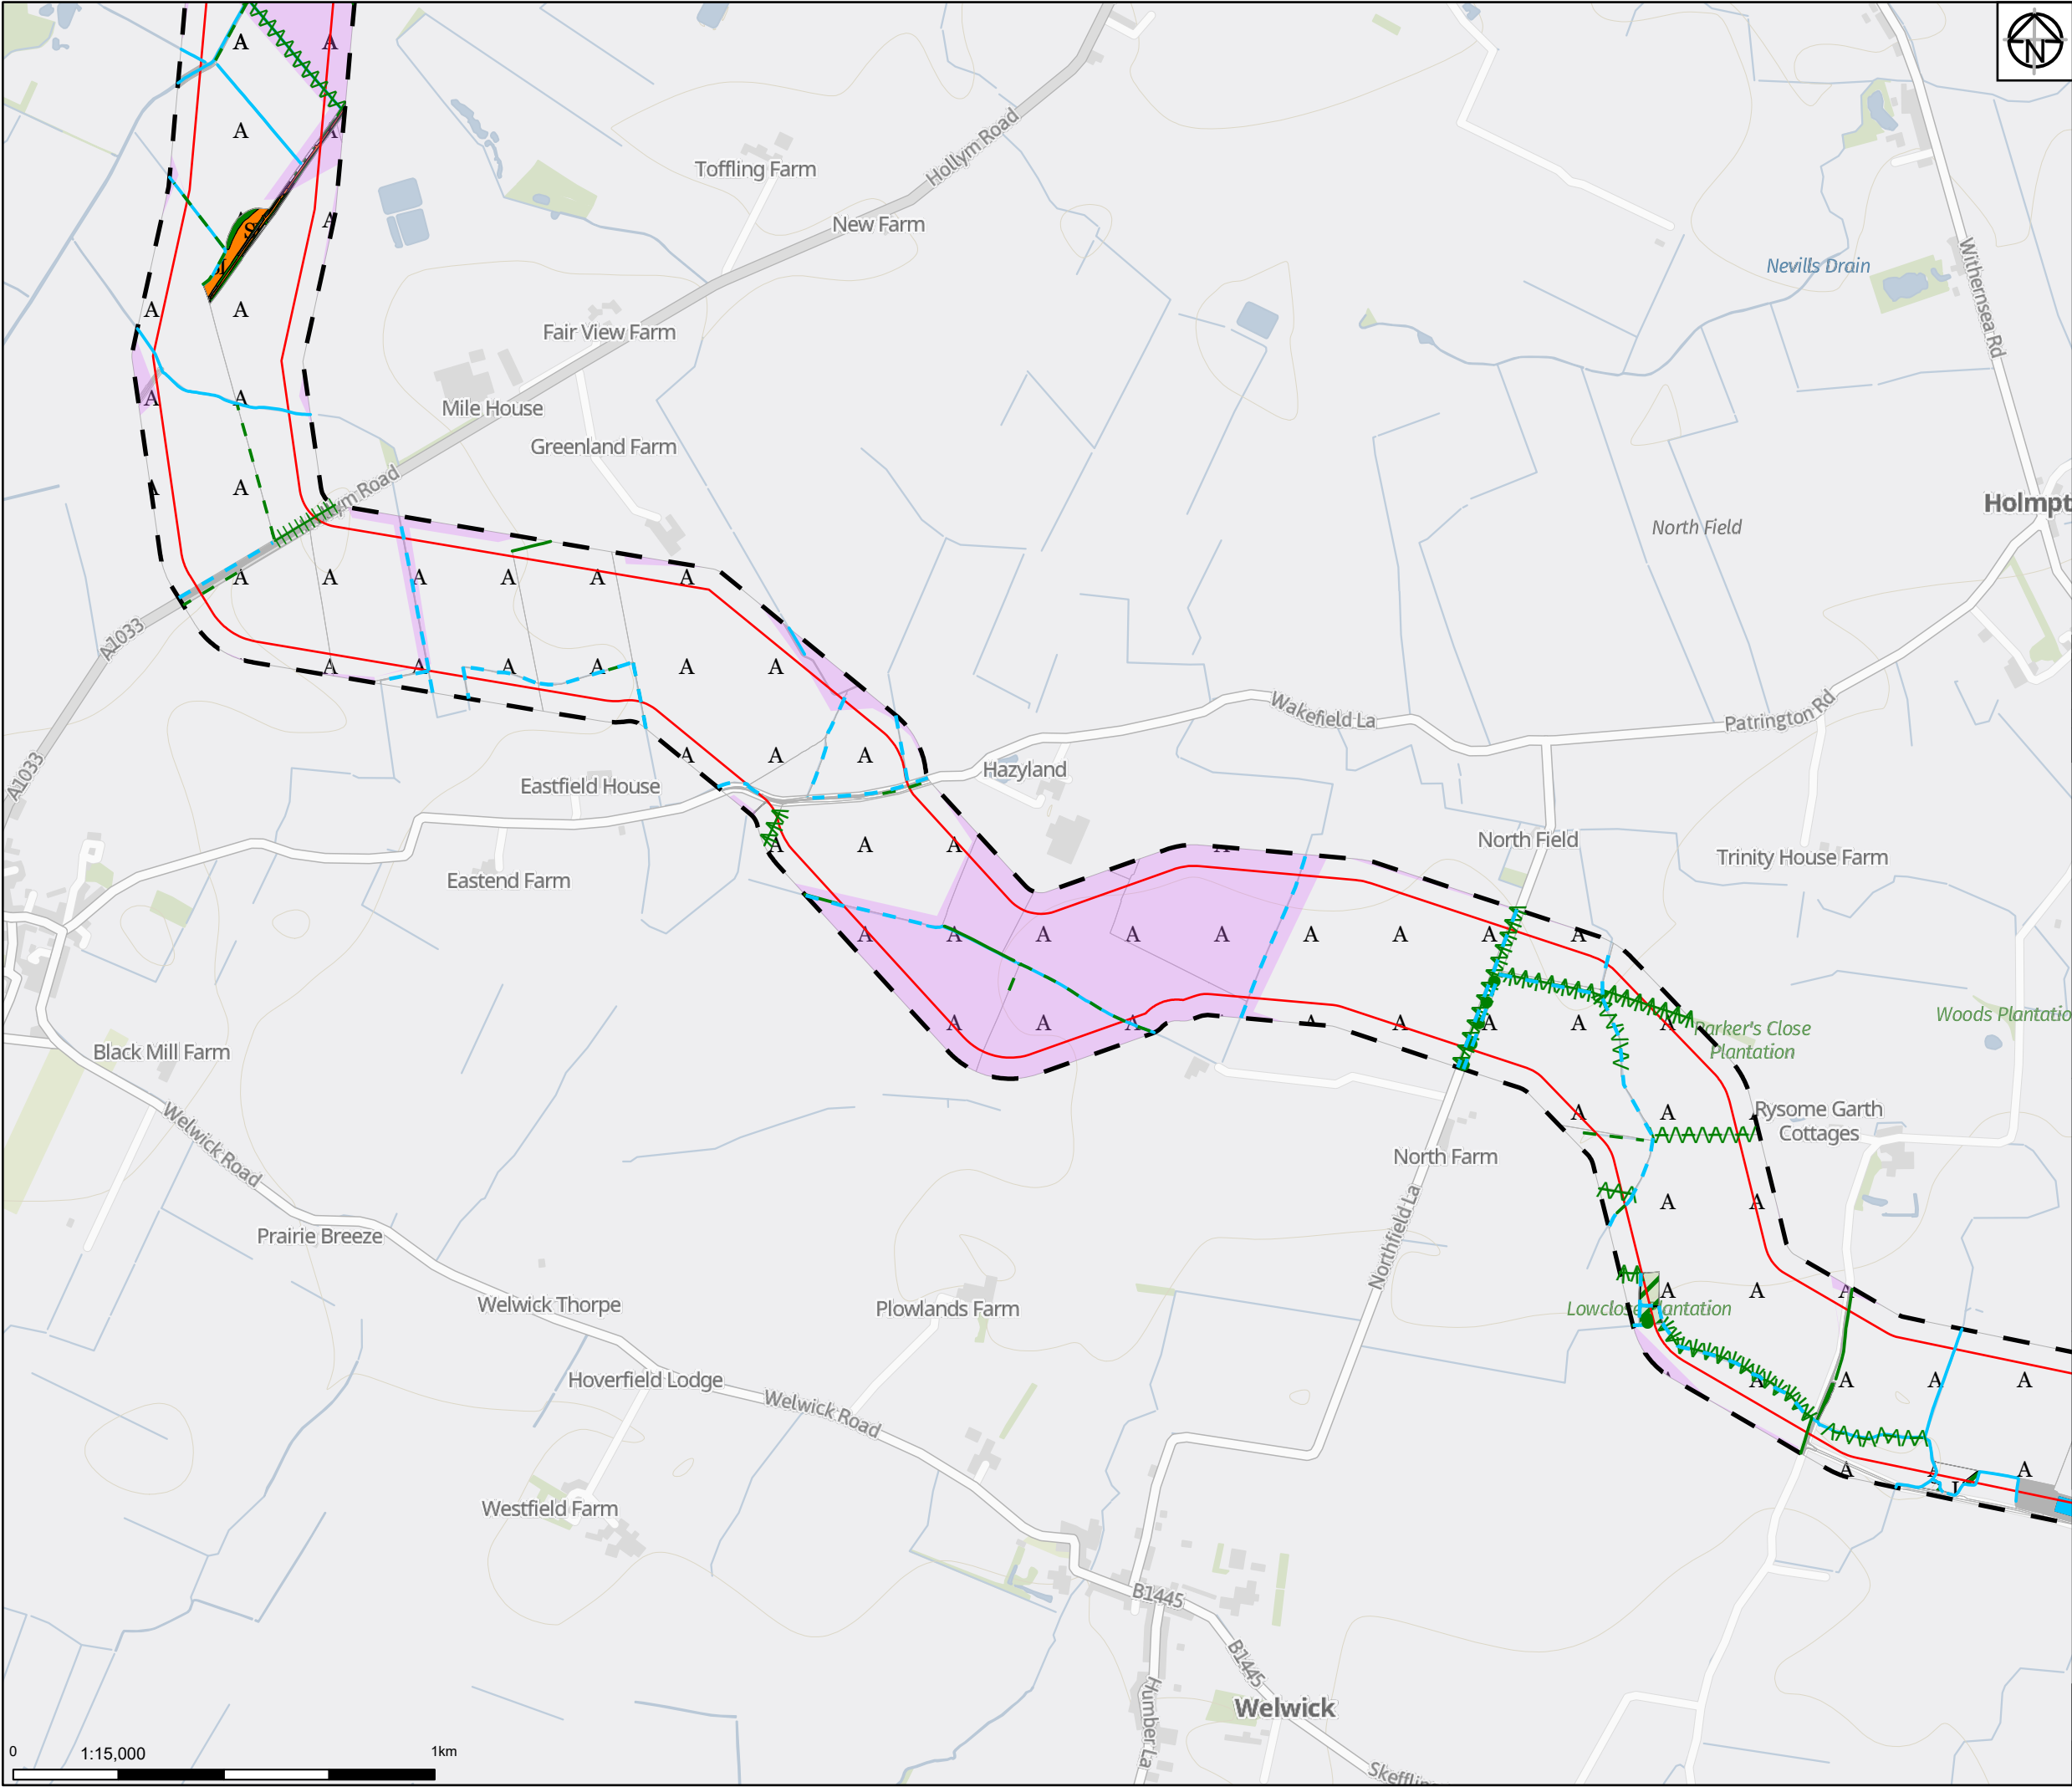 N
A A
A A
Toffling Farm
Hollym Road
New Farm
A
Withernsea Rd
Nevills Drain
A A
Fair View Farm
A A
Mile House
Greenland Farm
Holmpt
A A
lym Road
North Field
A A A A A A
A1033
A A A A A A
Wakefield La
Patrington Rd
A1033
A A A
Hazyland
Eastfield House
North Field
A A A A
Trinity House Farm
Eastend Farm
A A A A A A A A A
Woods Plantatio
A A A A A A A A
Parker's Close
Plantation
Black Mill Farm
A A A
Rysome Garth
Cottages
Welwick Road
North Farm
A A
Northfield La
Prairie Breeze
A A A
Welwick Thorpe
Plowlands Farm
Lowclose Plantation
Hoverfield Lodge
A A A A
Welwick Road
A A A
L
Westfield Farm
B1445
B1445
Humber La
Welwick
Skefflin
0 1:15,000 1km